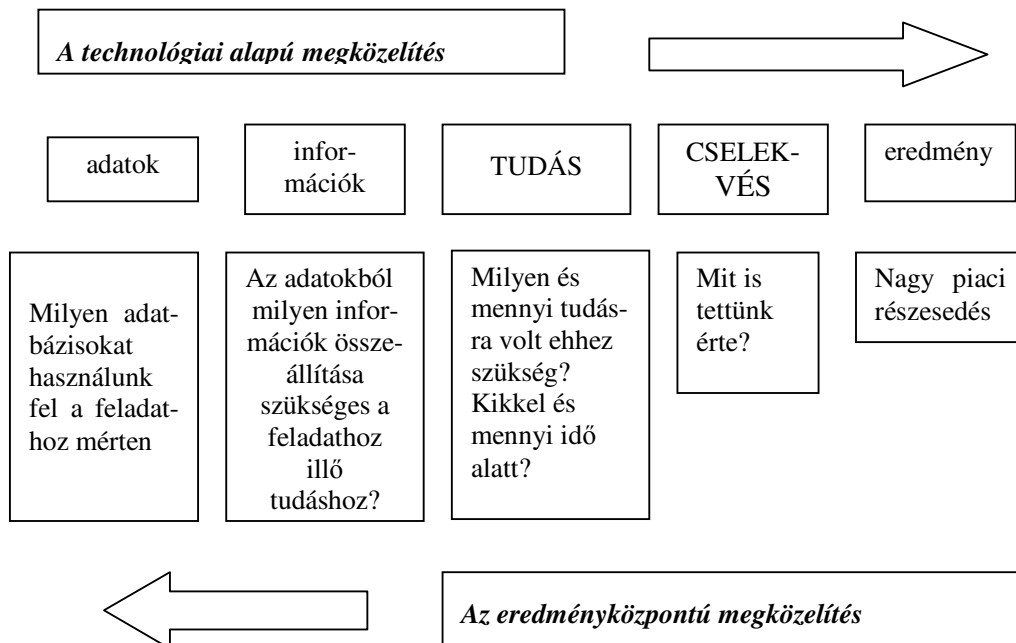 A technológiai alapú megközelítés
adatok
infor-
mációk
TUDÁS
CSELEK-
VÉS
eredmény
Milyen adat-
bázisokat
használunk
fel a feladat-
hoz mérten
Az adatokból
milyen infor-
mációk össze-
állítása
szükséges a
feladathoz
illő
tudáshoz?
Milyen és
mennyi tudás-
ra volt ehhez
szükség?
Kikkel és
mennyi idő
alatt?
Mit is
tettünk
érte?
Nagy piaci
részesedés
Az eredményközpontú megközelítés